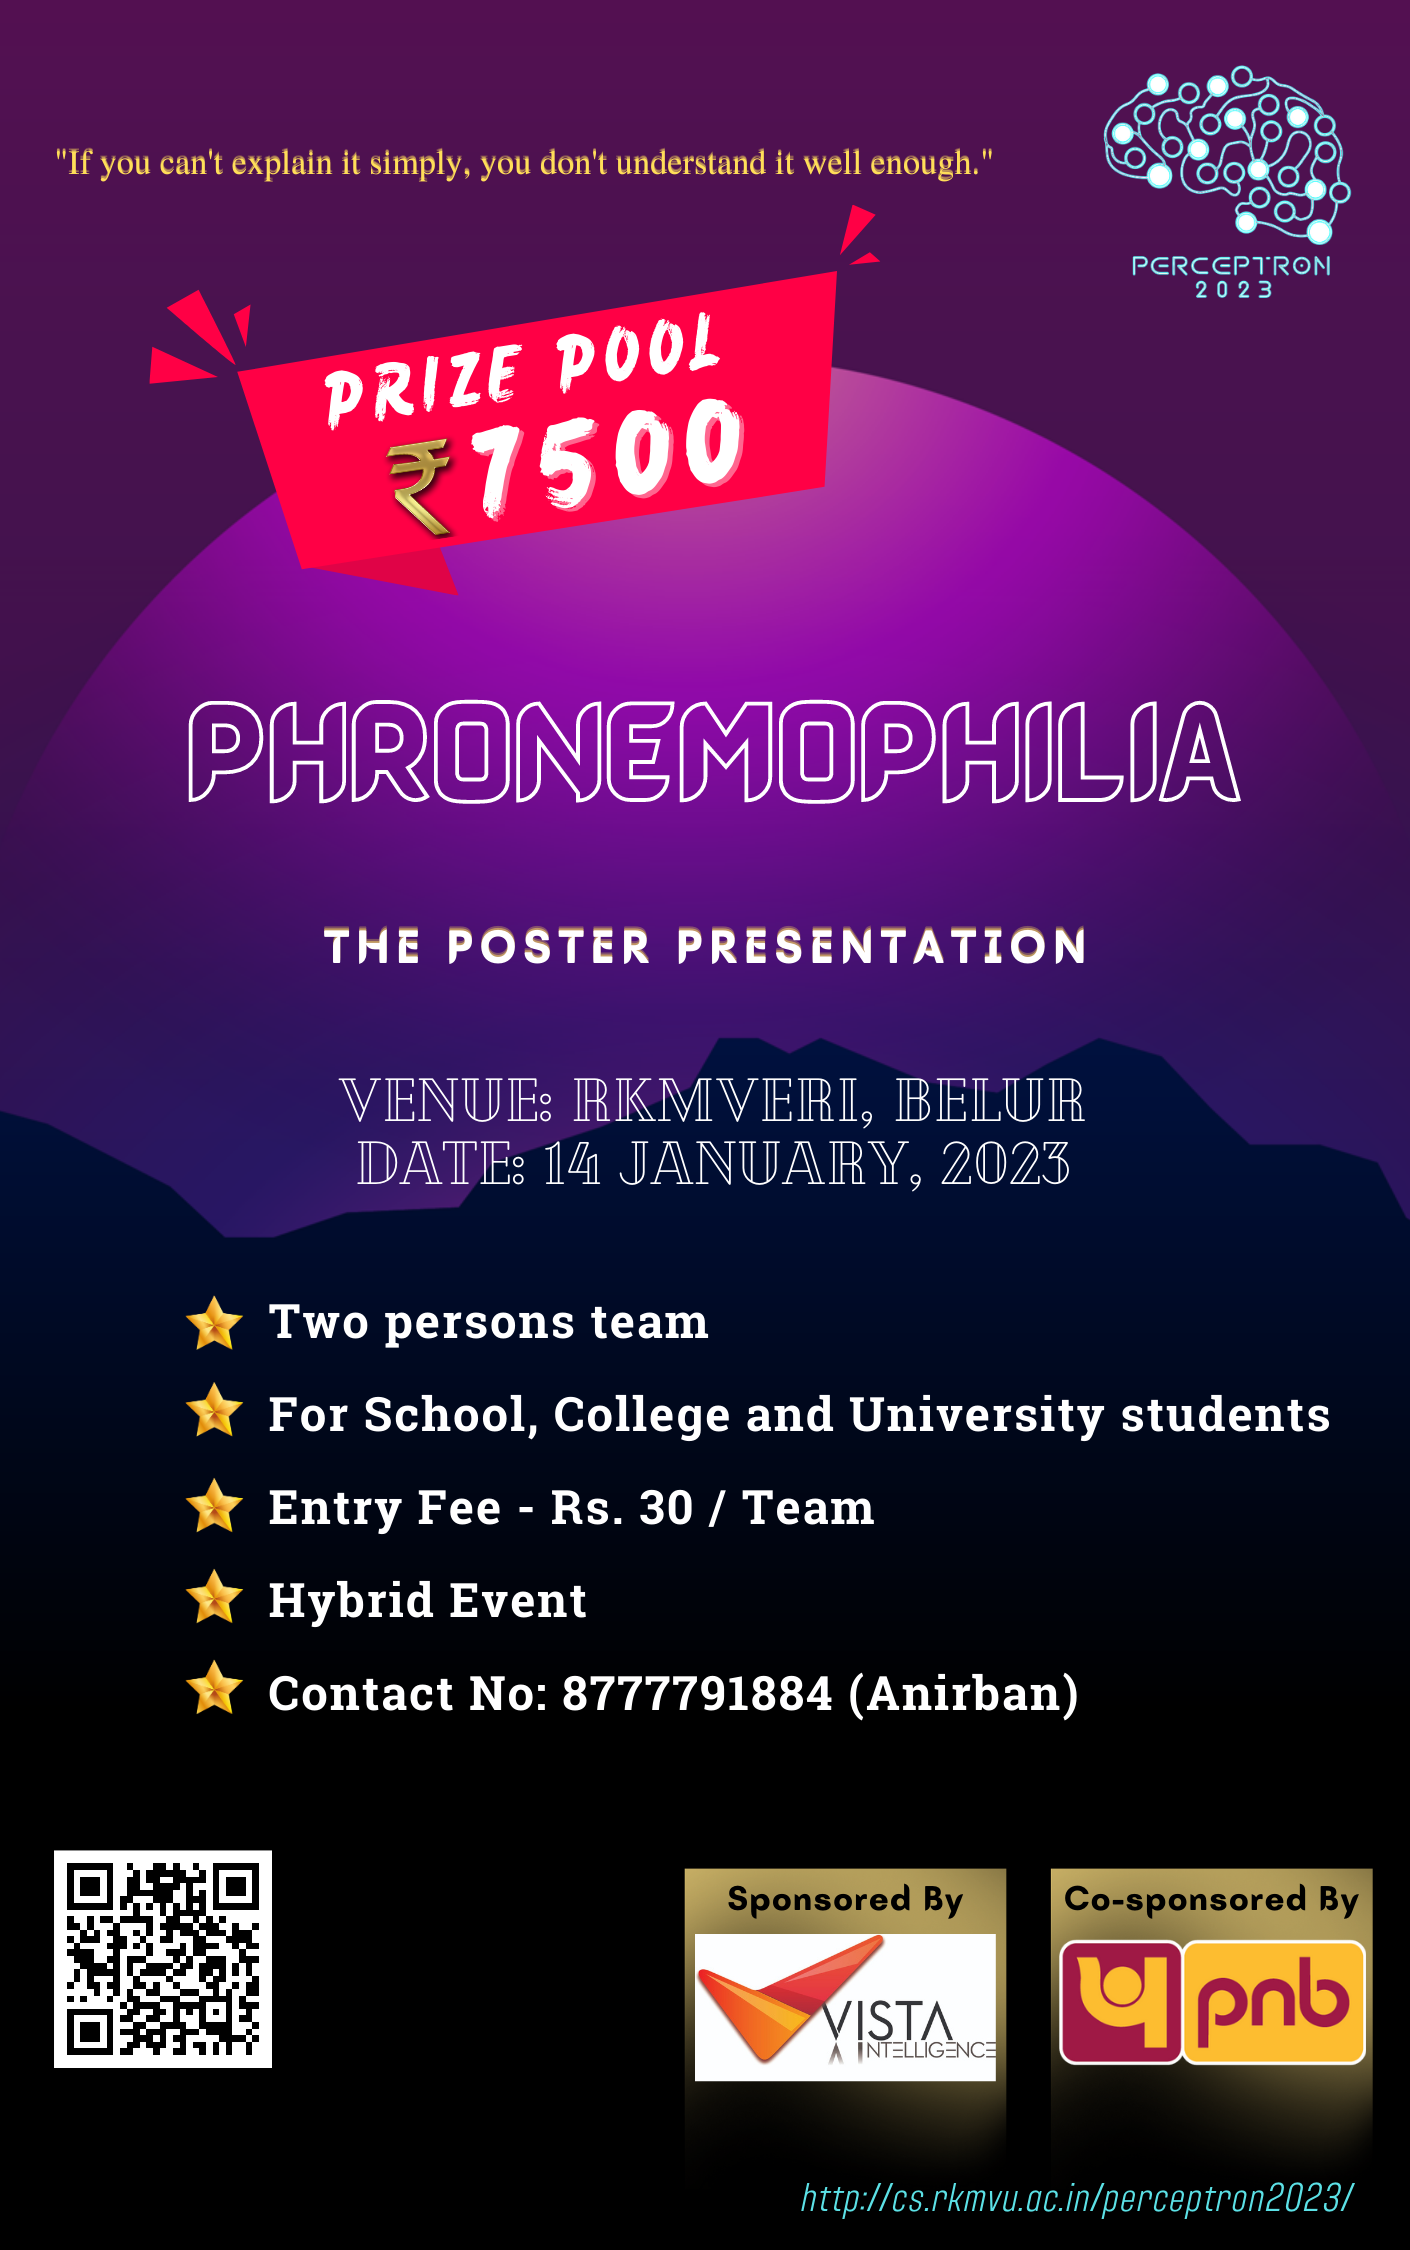 "If you can't explain it simply, you don't understand it well enough."
PERCEPTRON
2023
PRIZE POOL
₹7500
PHRONEMOPHILIA
THE POSTER PRESENTATION
VENUE: RKMVERI, BELUR
DATE: 14 JANUARY, 2023
Two persons team
For School, College and University students
Entry Fee - Rs. 30 / Team
Hybrid Event
Contact No: 8777791884 (Anirban)
Sponsored By
VISTA
INTELLIGENCE
Co-sponsored By
pnb
http://cs.rkmvu.ac.in/perceptron2023/